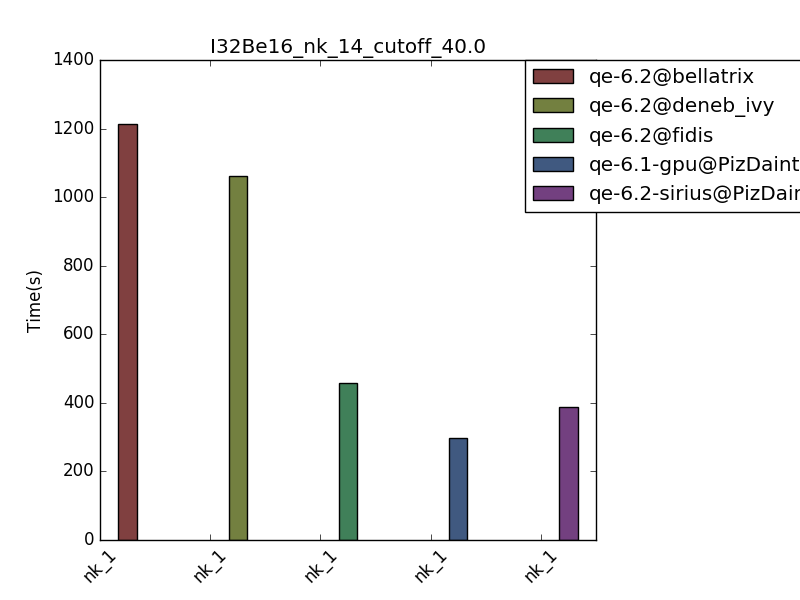 I32Be16_nk_14_cutoff_40.0
1400
1200
1000
800
600
400
200
0
Time(s)
qe-6.2@bellatrix
qe-6.2@deneb_ivy
qe-6.2@fidis
qe-6.1-gpu@PizDaint
qe-6.2-sirius@PizDain
nk_1
nk_1
nk_1
nk_1
nk_1